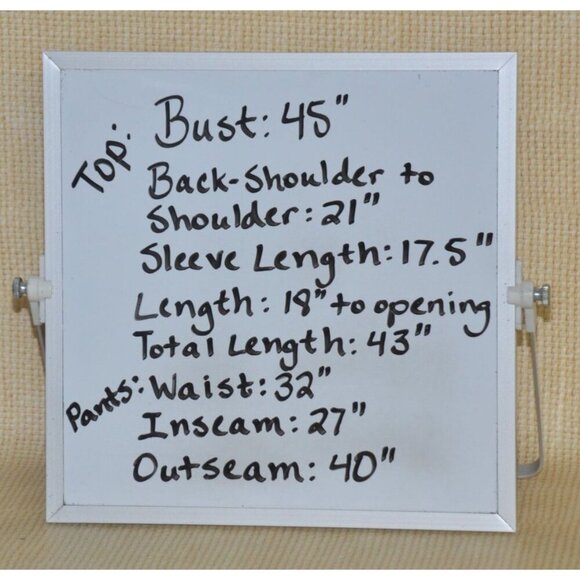 Top: Bust: 45"
Back-Shoulder to
Shoulder: 21"
Sleeve Length: 17.5"
Length: 18" to opening
Total Length: 43"
Pants: Waist: 32"
Inseam: 27"
Outseam: 40"